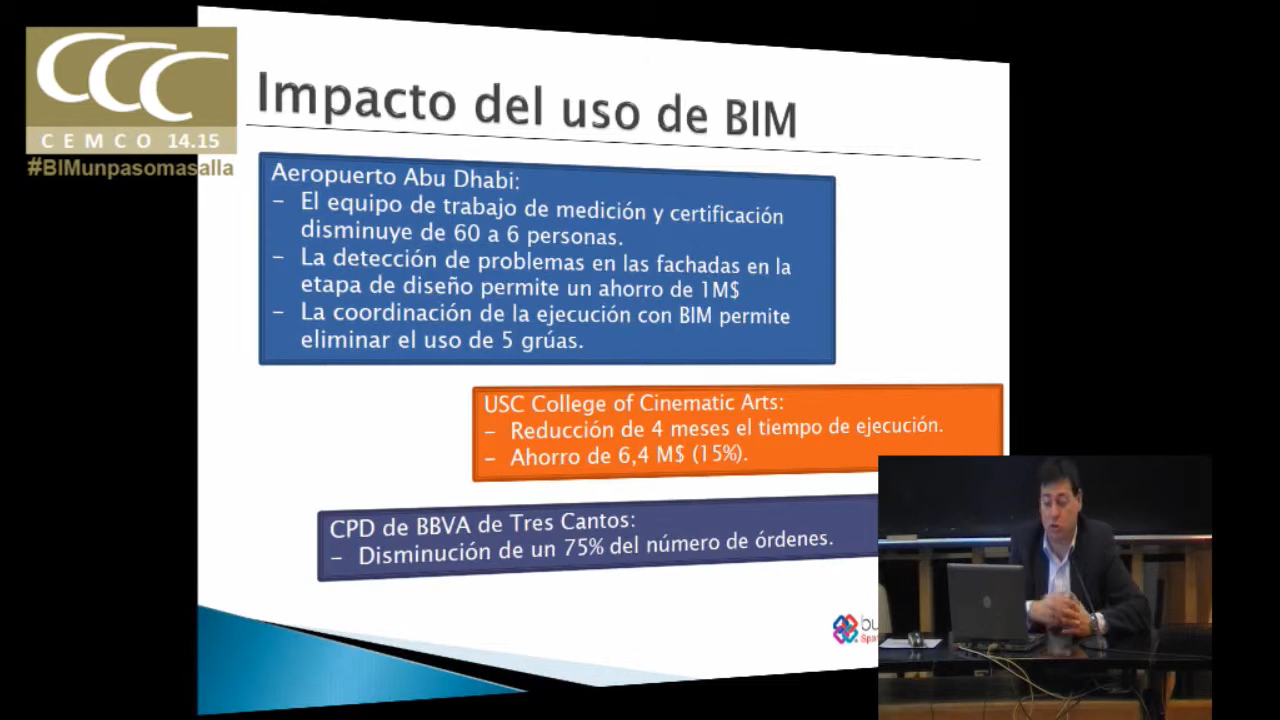 CCC
CEMCO 14.15
#BIMunpasomasalla
Impacto del uso de BIM
Aeropuerto Abu Dhabi:
- El equipo de trabajo de medición y certificación
disminuye de 60 a 6 personas.
- La detección de problemas en las fachadas en la
etapa de diseño permite un ahorro de 1M$
- La coordinación de la ejecución con BIM permite
eliminar el uso de 5 grúas.
USC College of Cinematic Arts:
- Reducción de 4 meses el tiempo de ejecución.
- Ahorro de 6,4 M$ (15%).
CPD de BBVA de Tres Cantos:
- Disminución de un 75% del número de órdenes.